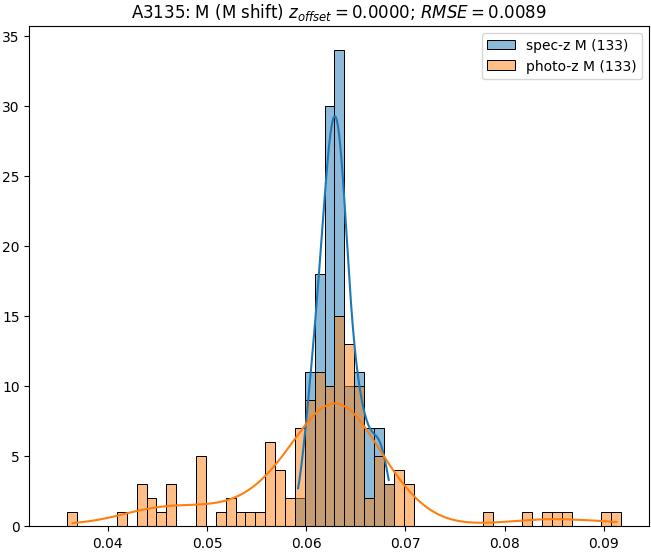 A3135: M (M shift) z_offset = 0.0000; RMSE = 0.0089
35
spec-z M (133)
photo-z M (133)
30
25
20
15
10
5
0
0.04 0.05 0.06 0.07 0.08 0.09